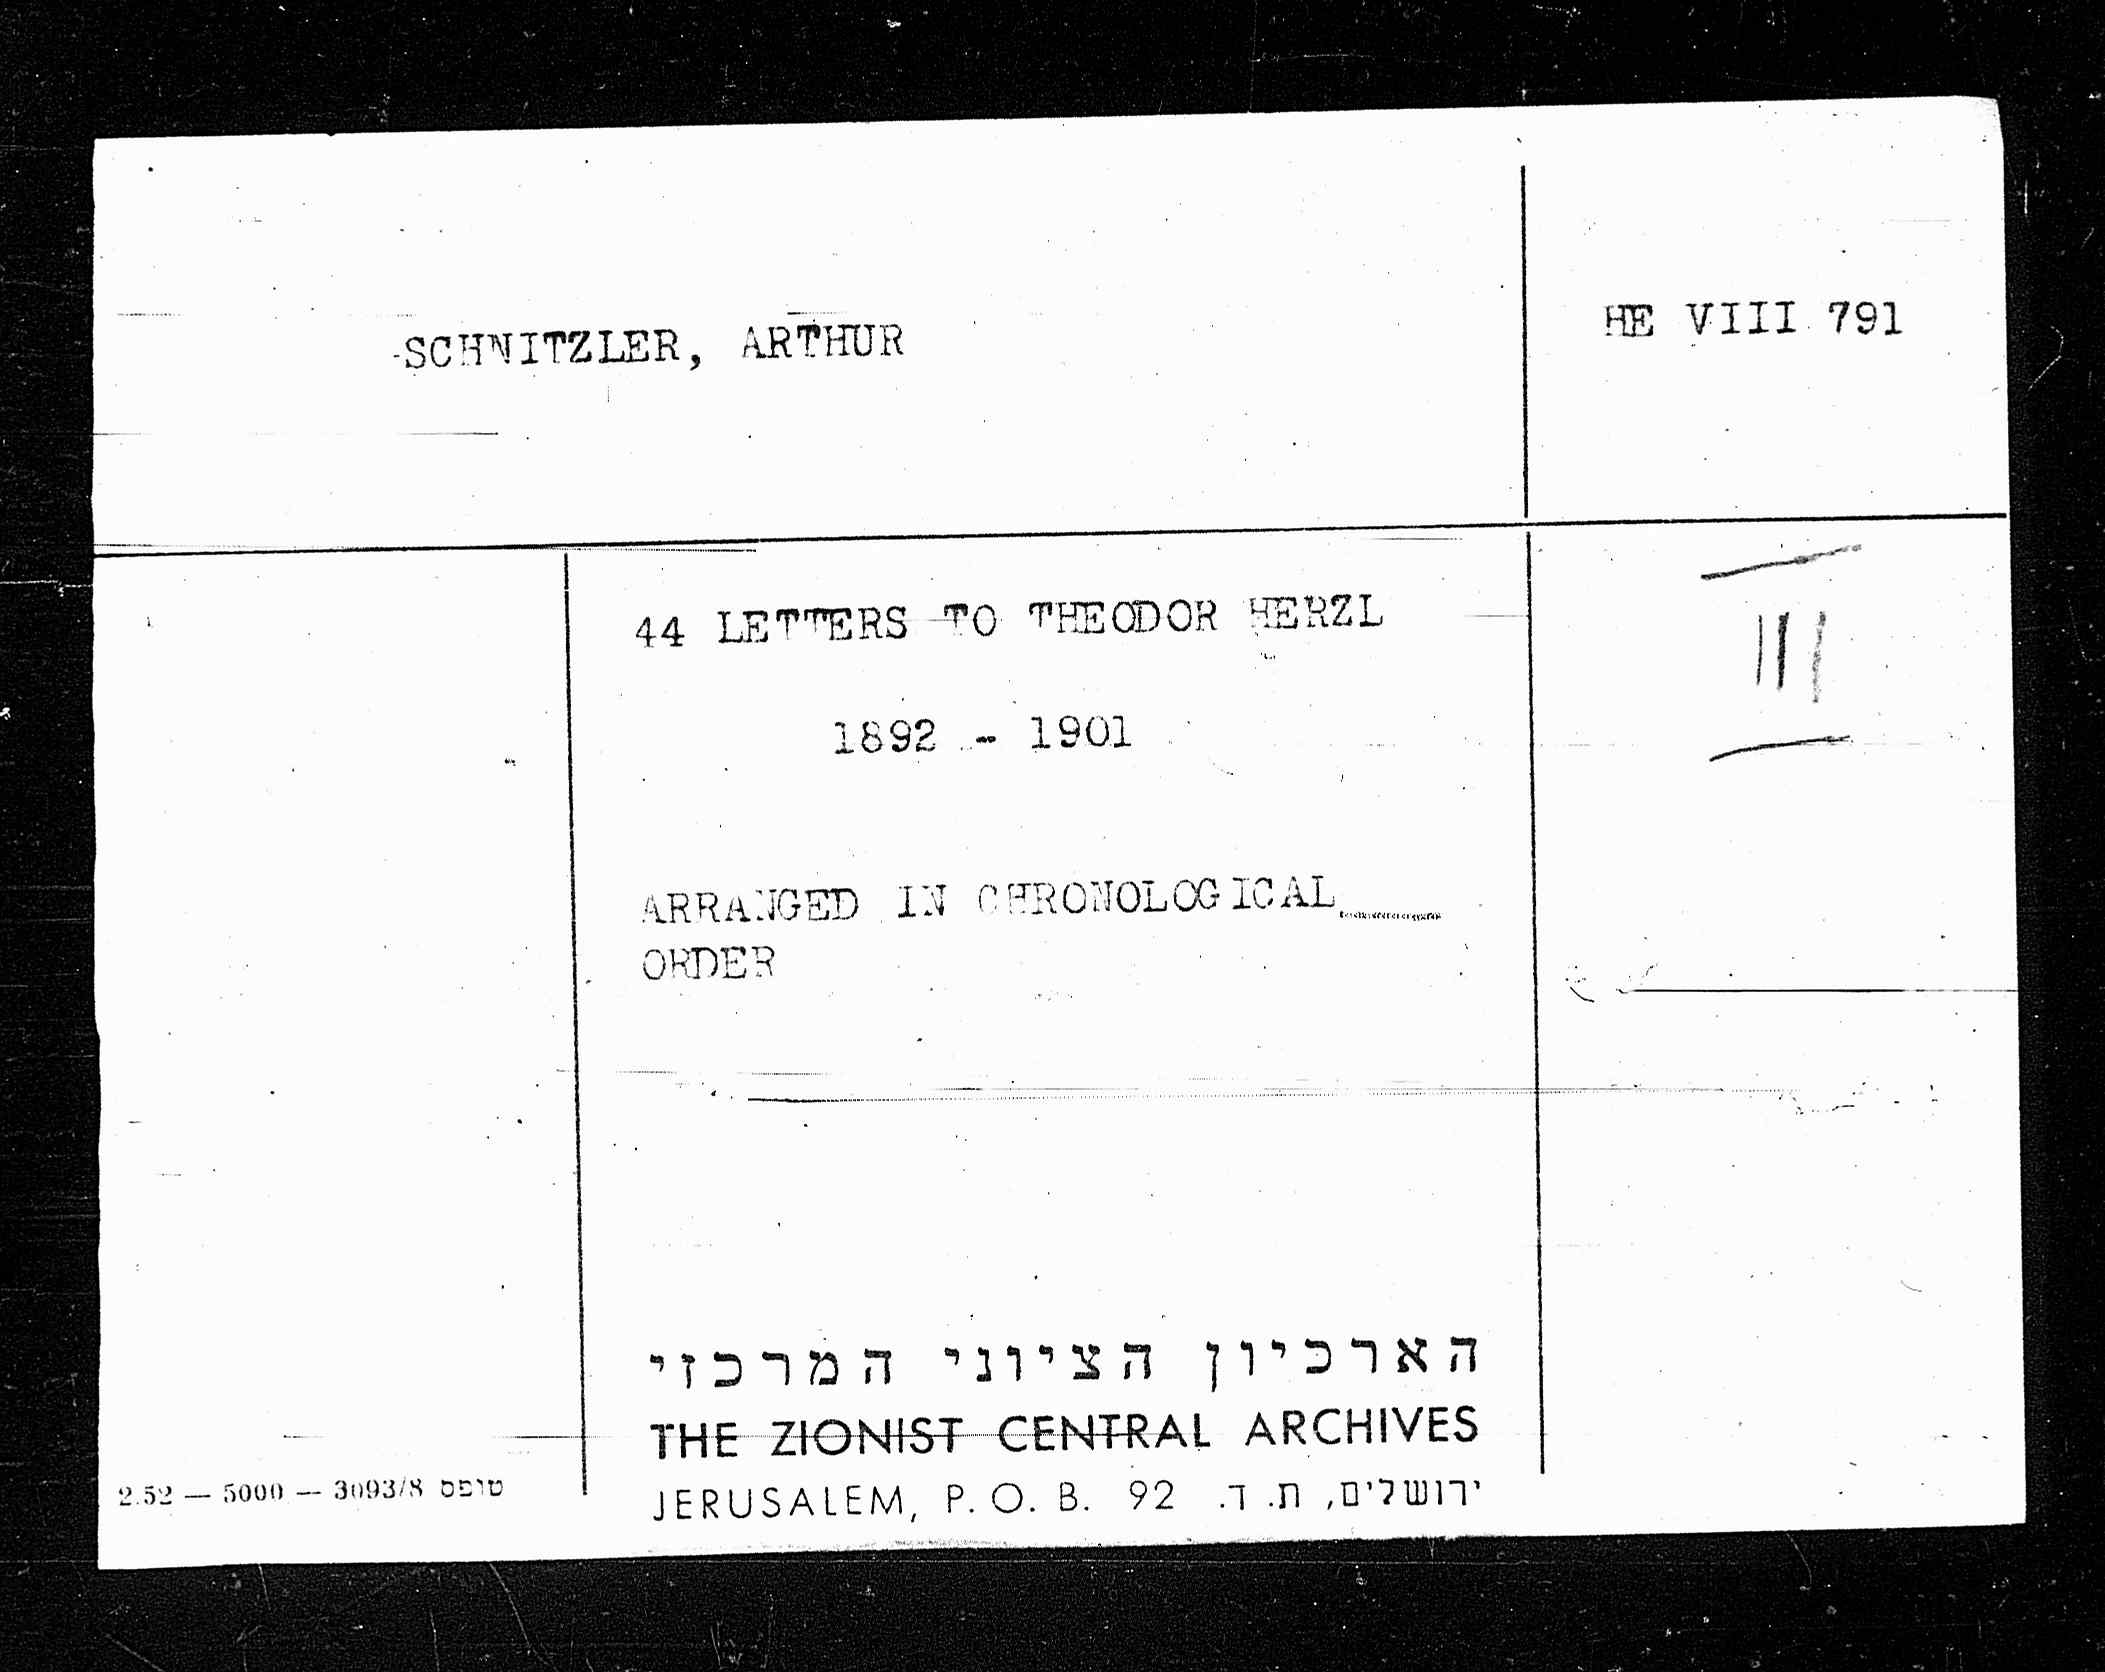 SCHNITZLER, ARTHUR
HE VIII 791
44 LETTERS TO THEODOR HERZL
1892 - 1901
III
ARRANGED IN CHRONOLOGICAL
ORDER
הארכיון הציוני המרכזי
THE ZIONIST CENTRAL ARCHIVES
JERUSALEM, P. O. B. 92 ירושלים, ת. ד.
טופס 3093/8 — 5000 — 2.52